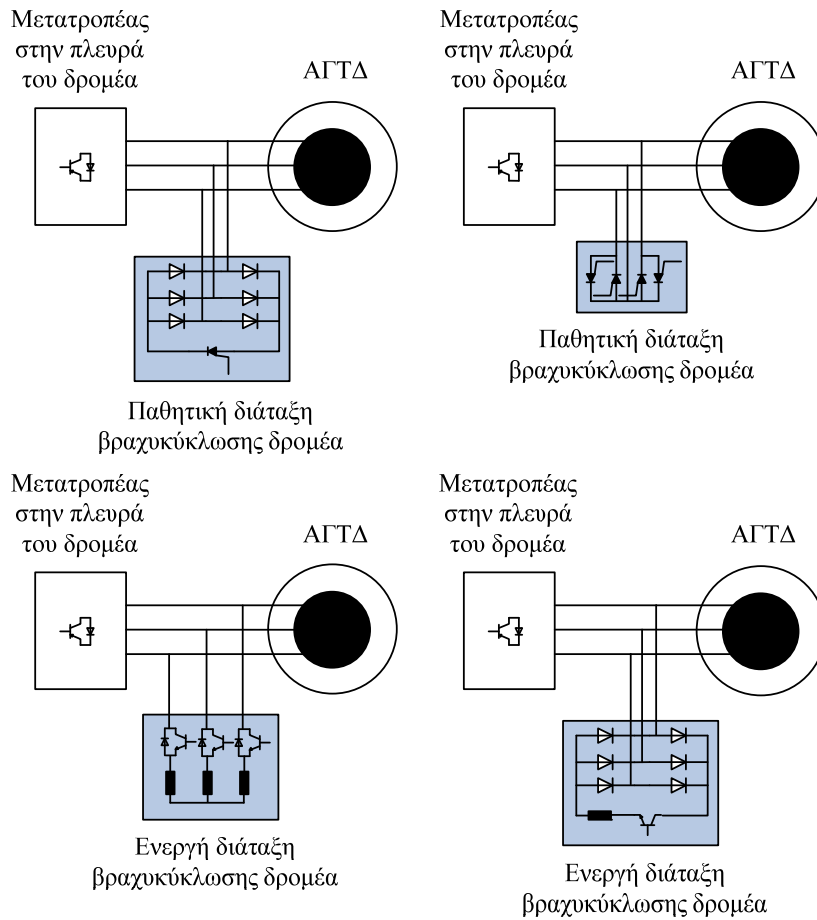 Μετατροπέας
στην πλευρά
του δρομέα
ΑΓΤΔ
Παθητική διάταξη
βραχυκύκλωσης δρομέα
Μετατροπέας
στην πλευρά
του δρομέα
ΑΓΤΔ
Παθητική διάταξη
βραχυκύκλωσης δρομέα
Μετατροπέας
στην πλευρά
του δρομέα
ΑΓΤΔ
Ενεργή διάταξη
βραχυκύκλωσης δρομέα
Μετατροπέας
στην πλευρά
του δρομέα
ΑΓΤΔ
Ενεργή διάταξη
βραχυκύκλωσης δρομέα